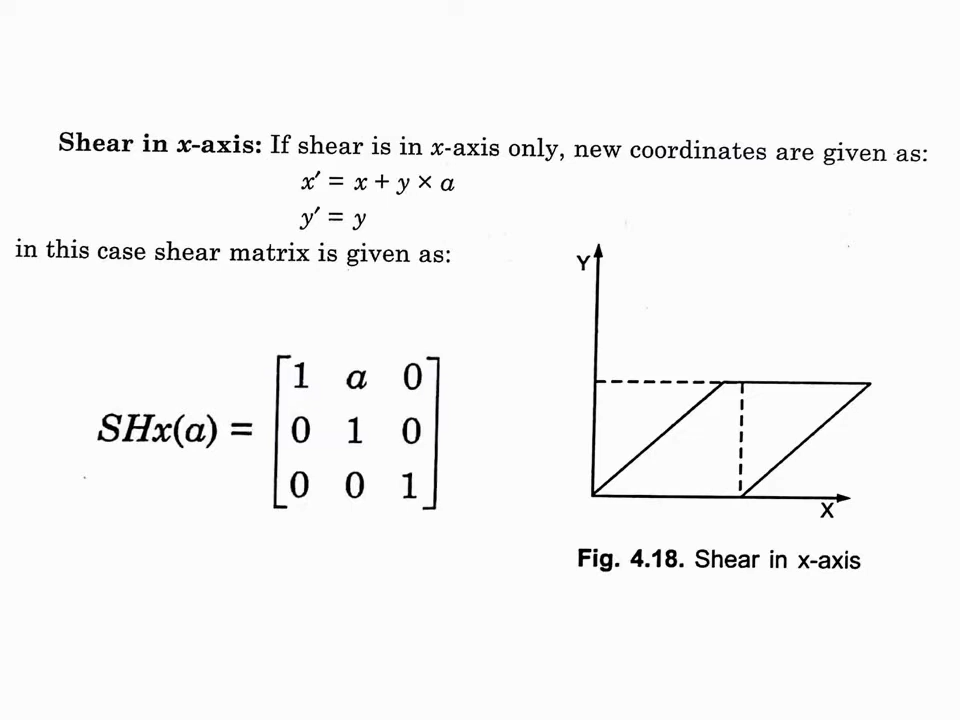 Shear in x-axis: If shear is in x-axis only, new coordinates are given as:
x′ = x + y × a
y′ = y
in this case shear matrix is given as:
SHx(a) = [1 a 0
0 1 0
0 0 1]
Y
X
Fig. 4.18. Shear in x-axis